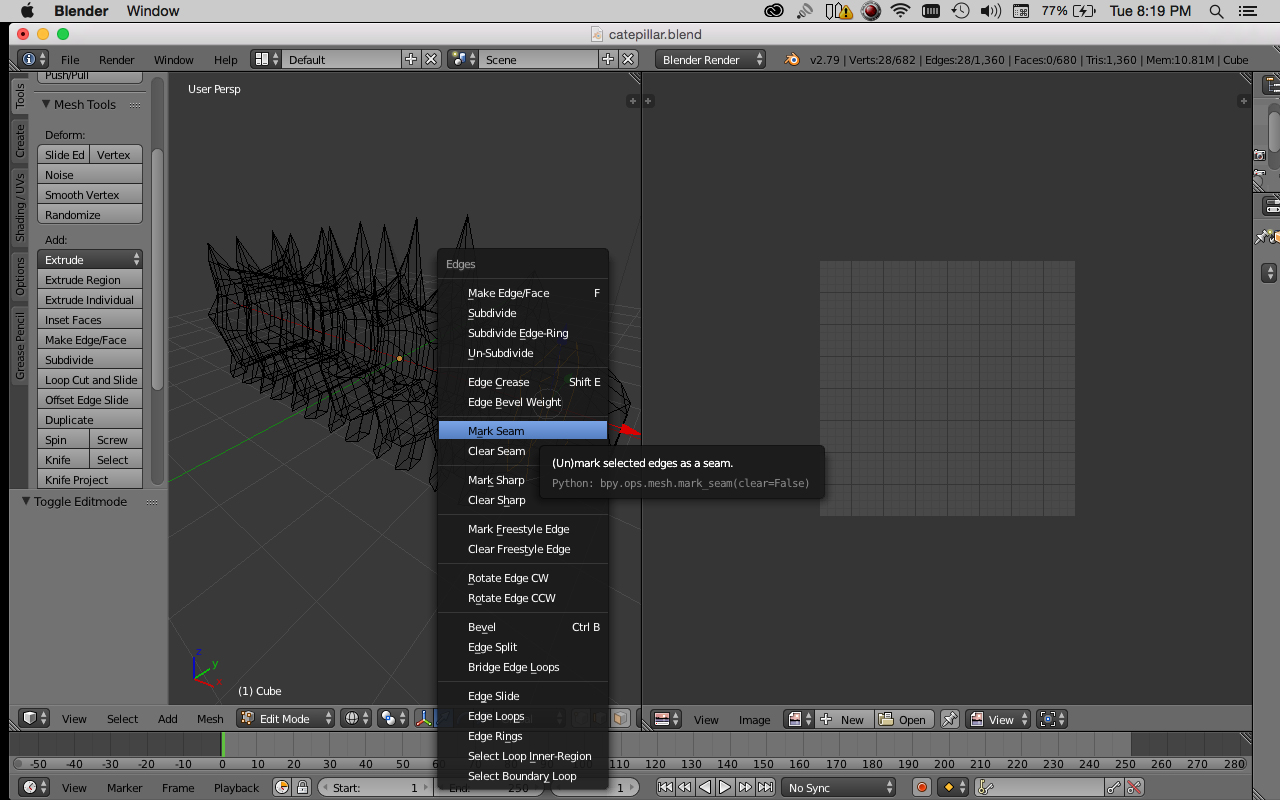 Blender Window 77% Tue 8:19 PM
catepillar.blend
File Render Window Help Default Scene Blender Render v2.79 | Verts:28/682 | Edges:28/1,360 | Faces:0/680 | Tris:1,360 | Mem:10.81M | Cube
Tools
Create
Shading / UVs
Options
Grease Pencil
Push/Pull
Mesh Tools
Deform:
Slide Ed Vertex
Noise
Smooth Vertex
Randomize
Add:
Extrude
Extrude Region
Extrude Individual
Inset Faces
Make Edge/Face
Subdivide
Loop Cut and Slide
Offset Edge Slide
Duplicate
Spin Screw
Knife Select
Knife Project
Toggle Editmode
User Persp
Edges
Make Edge/Face F
Subdivide
Subdivide Edge-Ring
Un-Subdivide
Edge Crease Shift E
Edge Bevel Weight
Mark Seam
Clear Seam
(Un)mark selected edges as a seam.
Python: bpy.ops.mesh.mark_seam(clear=False)
Mark Sharp
Clear Sharp
Mark Freestyle Edge
Clear Freestyle Edge
Rotate Edge CW
Rotate Edge CCW
Bevel Ctrl B
Edge Split
Bridge Edge Loops
Edge Slide
Edge Loops
Edge Rings
Select Loop Inner-Region
Select Boundary Loop
z
y
x
(1) Cube
View Select Add Mesh Edit Mode
View Image New Open View
-50 -40 -30 -20 -10 0 10 20 30 40 50 60 70 80 90 100 110 120 130 140 150 160 170 180 190 200 210 220 230 240 250 260 270 280
View Marker Frame Playback Start: 1 End: 250 1 No Sync